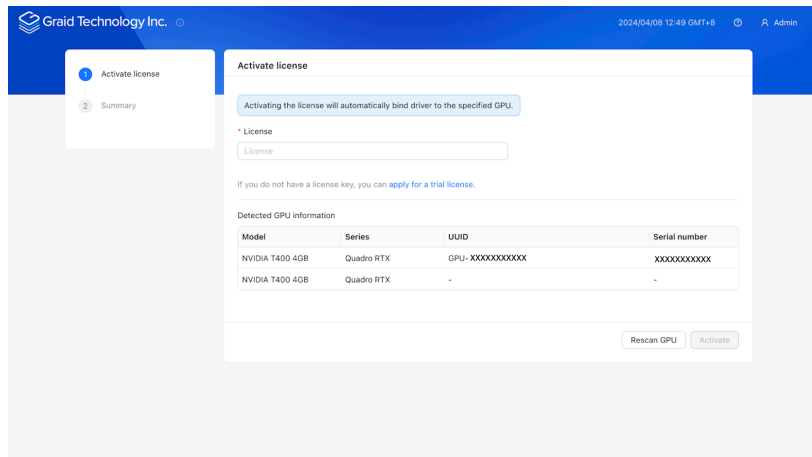 Graid Technology Inc.
2024/04/08 12:49 GMT+8
Admin
1 Activate license
2 Summary
Activate license
Activating the license will automatically bind driver to the specified GPU.
* License
License
If you do not have a license key, you can apply for a trial license.
Detected GPU information
Model Series UUID Serial number
NVIDIA T400 4GB Quadro RTX GPU-XXXXXXXXXXX XXXXXXXXXXX
NVIDIA T400 4GB Quadro RTX - -
Rescan GPU Activate